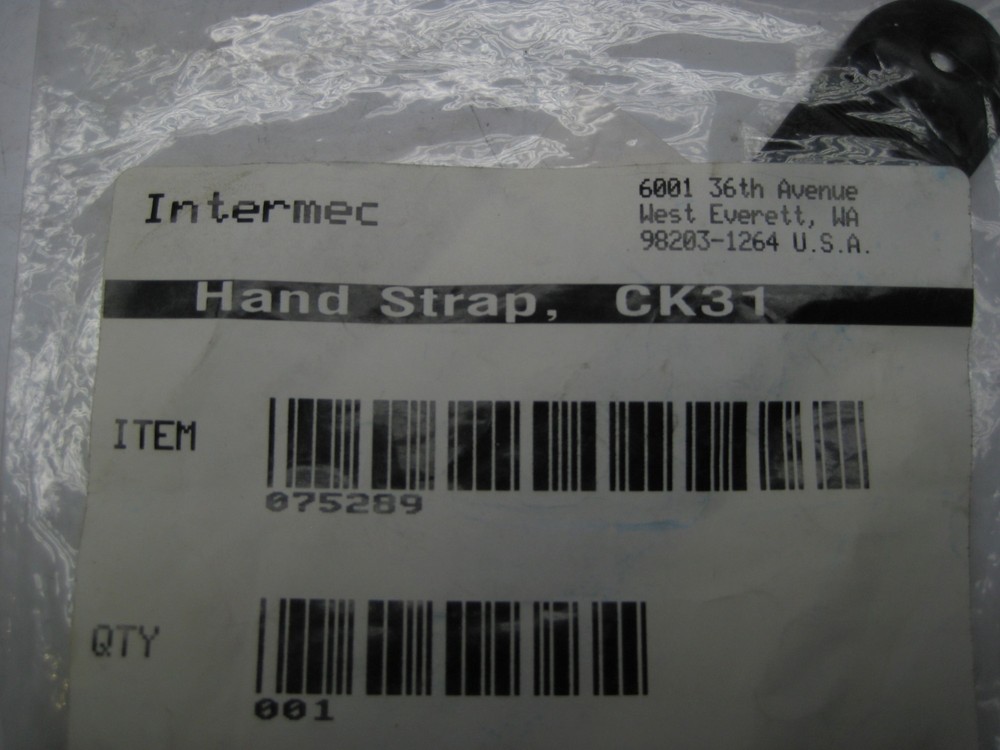 Intermec
6001 36th Avenue
West Everett, WA
98203-1264 U.S.A.
Hand Strap, CK31
ITEM
075289
QTY
001